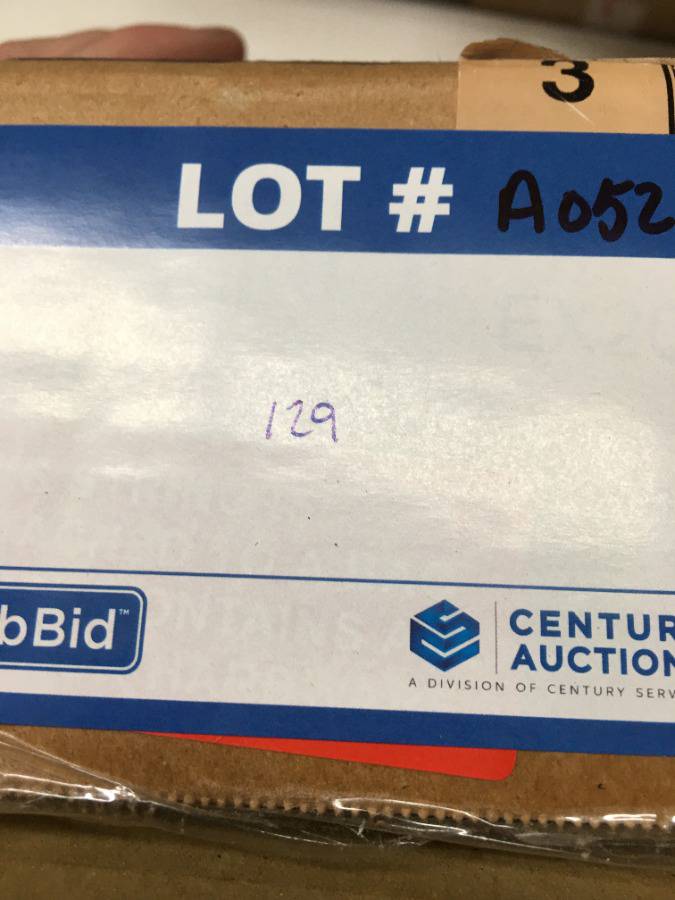 3
LOT # A052
129
bBid™
CENTUR
AUCTION
A DIVISION OF CENTURY SERV